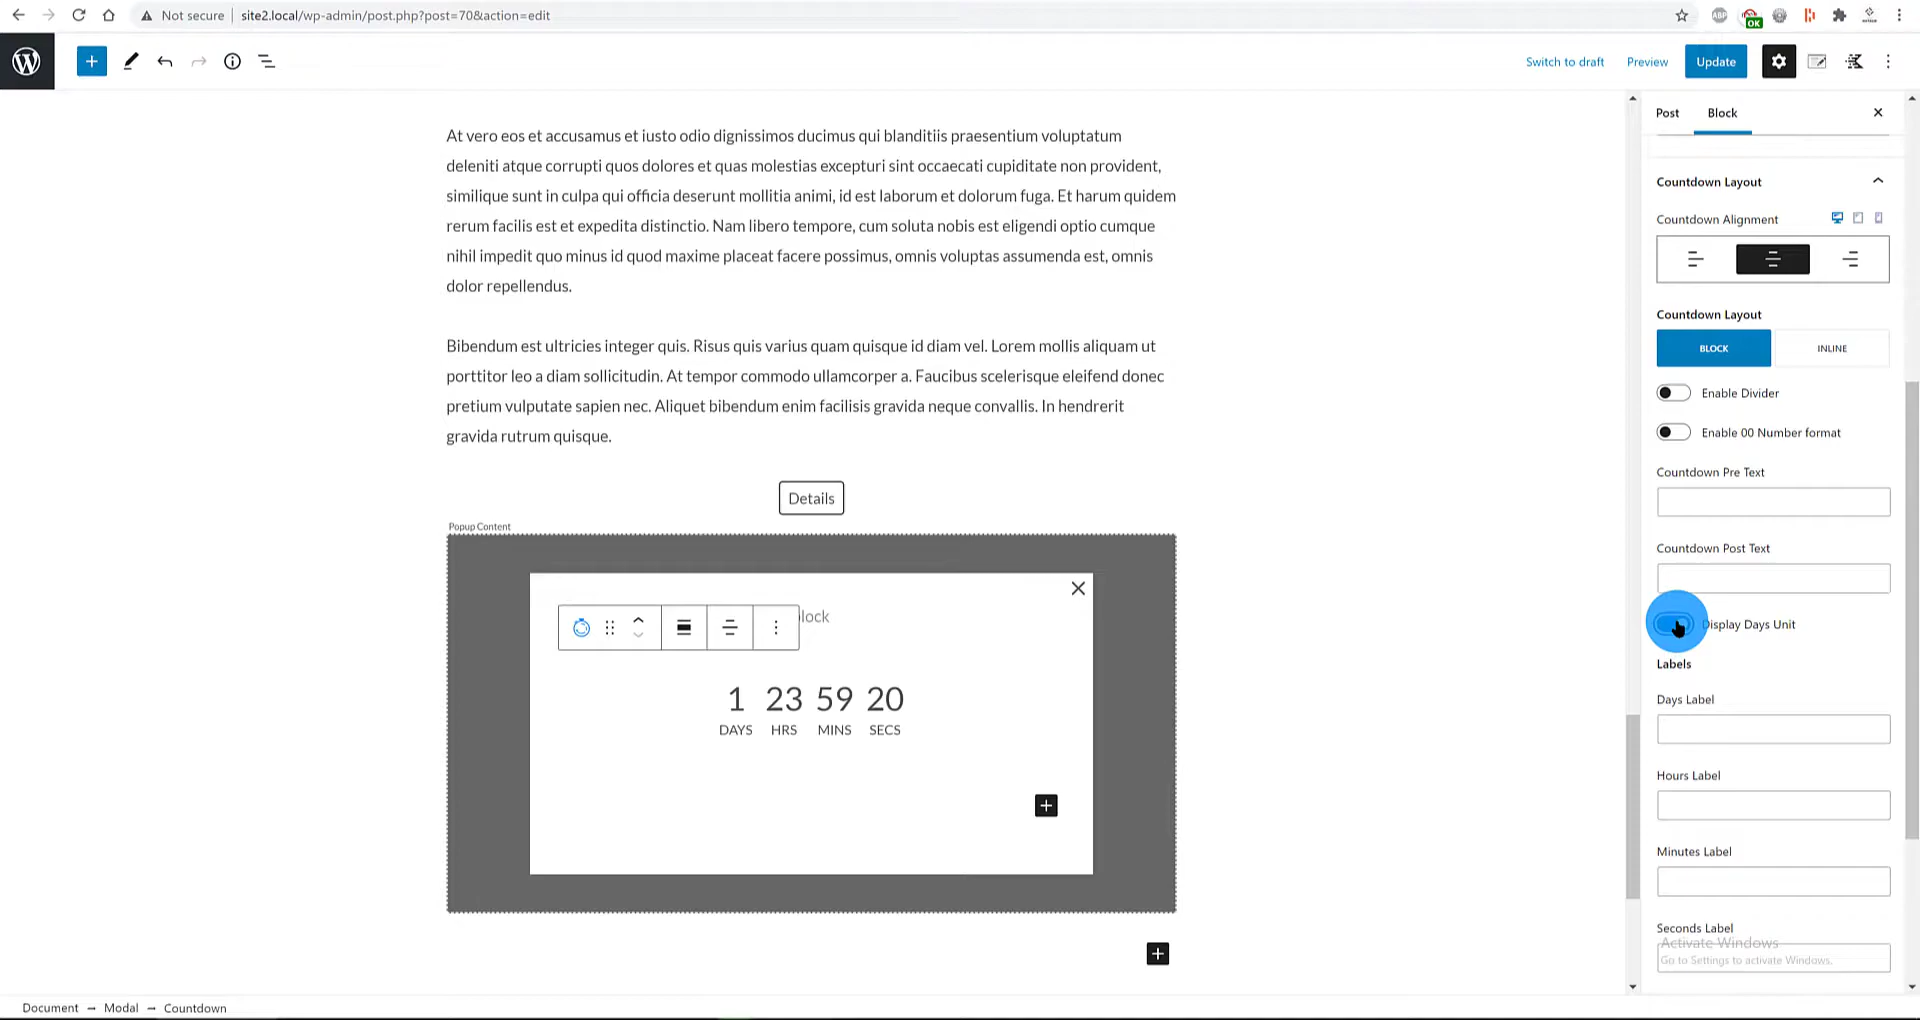 Not secure
site2.local/wp-admin/post.php?post=70&action=edit
ABP
OK
Switch to draft
Preview
Update
Post
Block
At vero eos et accusamus et iusto odio dignissimos ducimus qui blanditiis praesentium voluptatum
deleniti atque corrupti quos dolores et quas molestias excepturi sint occaecati cupiditate non provident,
similique sunt in culpa qui officia deserunt mollitia animi, id est laborum et dolorum fuga. Et harum quidem
rerum facilis est et expedita distinctio. Nam libero tempore, cum soluta nobis est eligendi optio cumque
nihil impedit quo minus id quod maxime placeat facere possimus, omnis voluptas assumenda est, omnis
dolor repellendus.
Bibendum est ultricies integer quis. Risus quis varius quam quisque id diam vel. Lorem mollis aliquam ut
porttitor leo a diam sollicitudin. At tempor commodo ullamcorper a. Faucibus scelerisque eleifend donec
pretium vulputate sapien nec. Aliquet bibendum enim facilisis gravida neque convallis. In hendrerit
gravida rutrum quisque.
Details
Popup Content
lock
1 23 59 20
DAYS HRS MINS SECS
Countdown Layout
Countdown Alignment
Countdown Layout
BLOCK
INLINE
Enable Divider
Enable 00 Number format
Countdown Pre Text
Countdown Post Text
isplay Days Unit
Labels
Days Label
Hours Label
Minutes Label
Seconds Label
Activate Windows
Go to Settings to activate Windows.
Document → Modal → Countdown